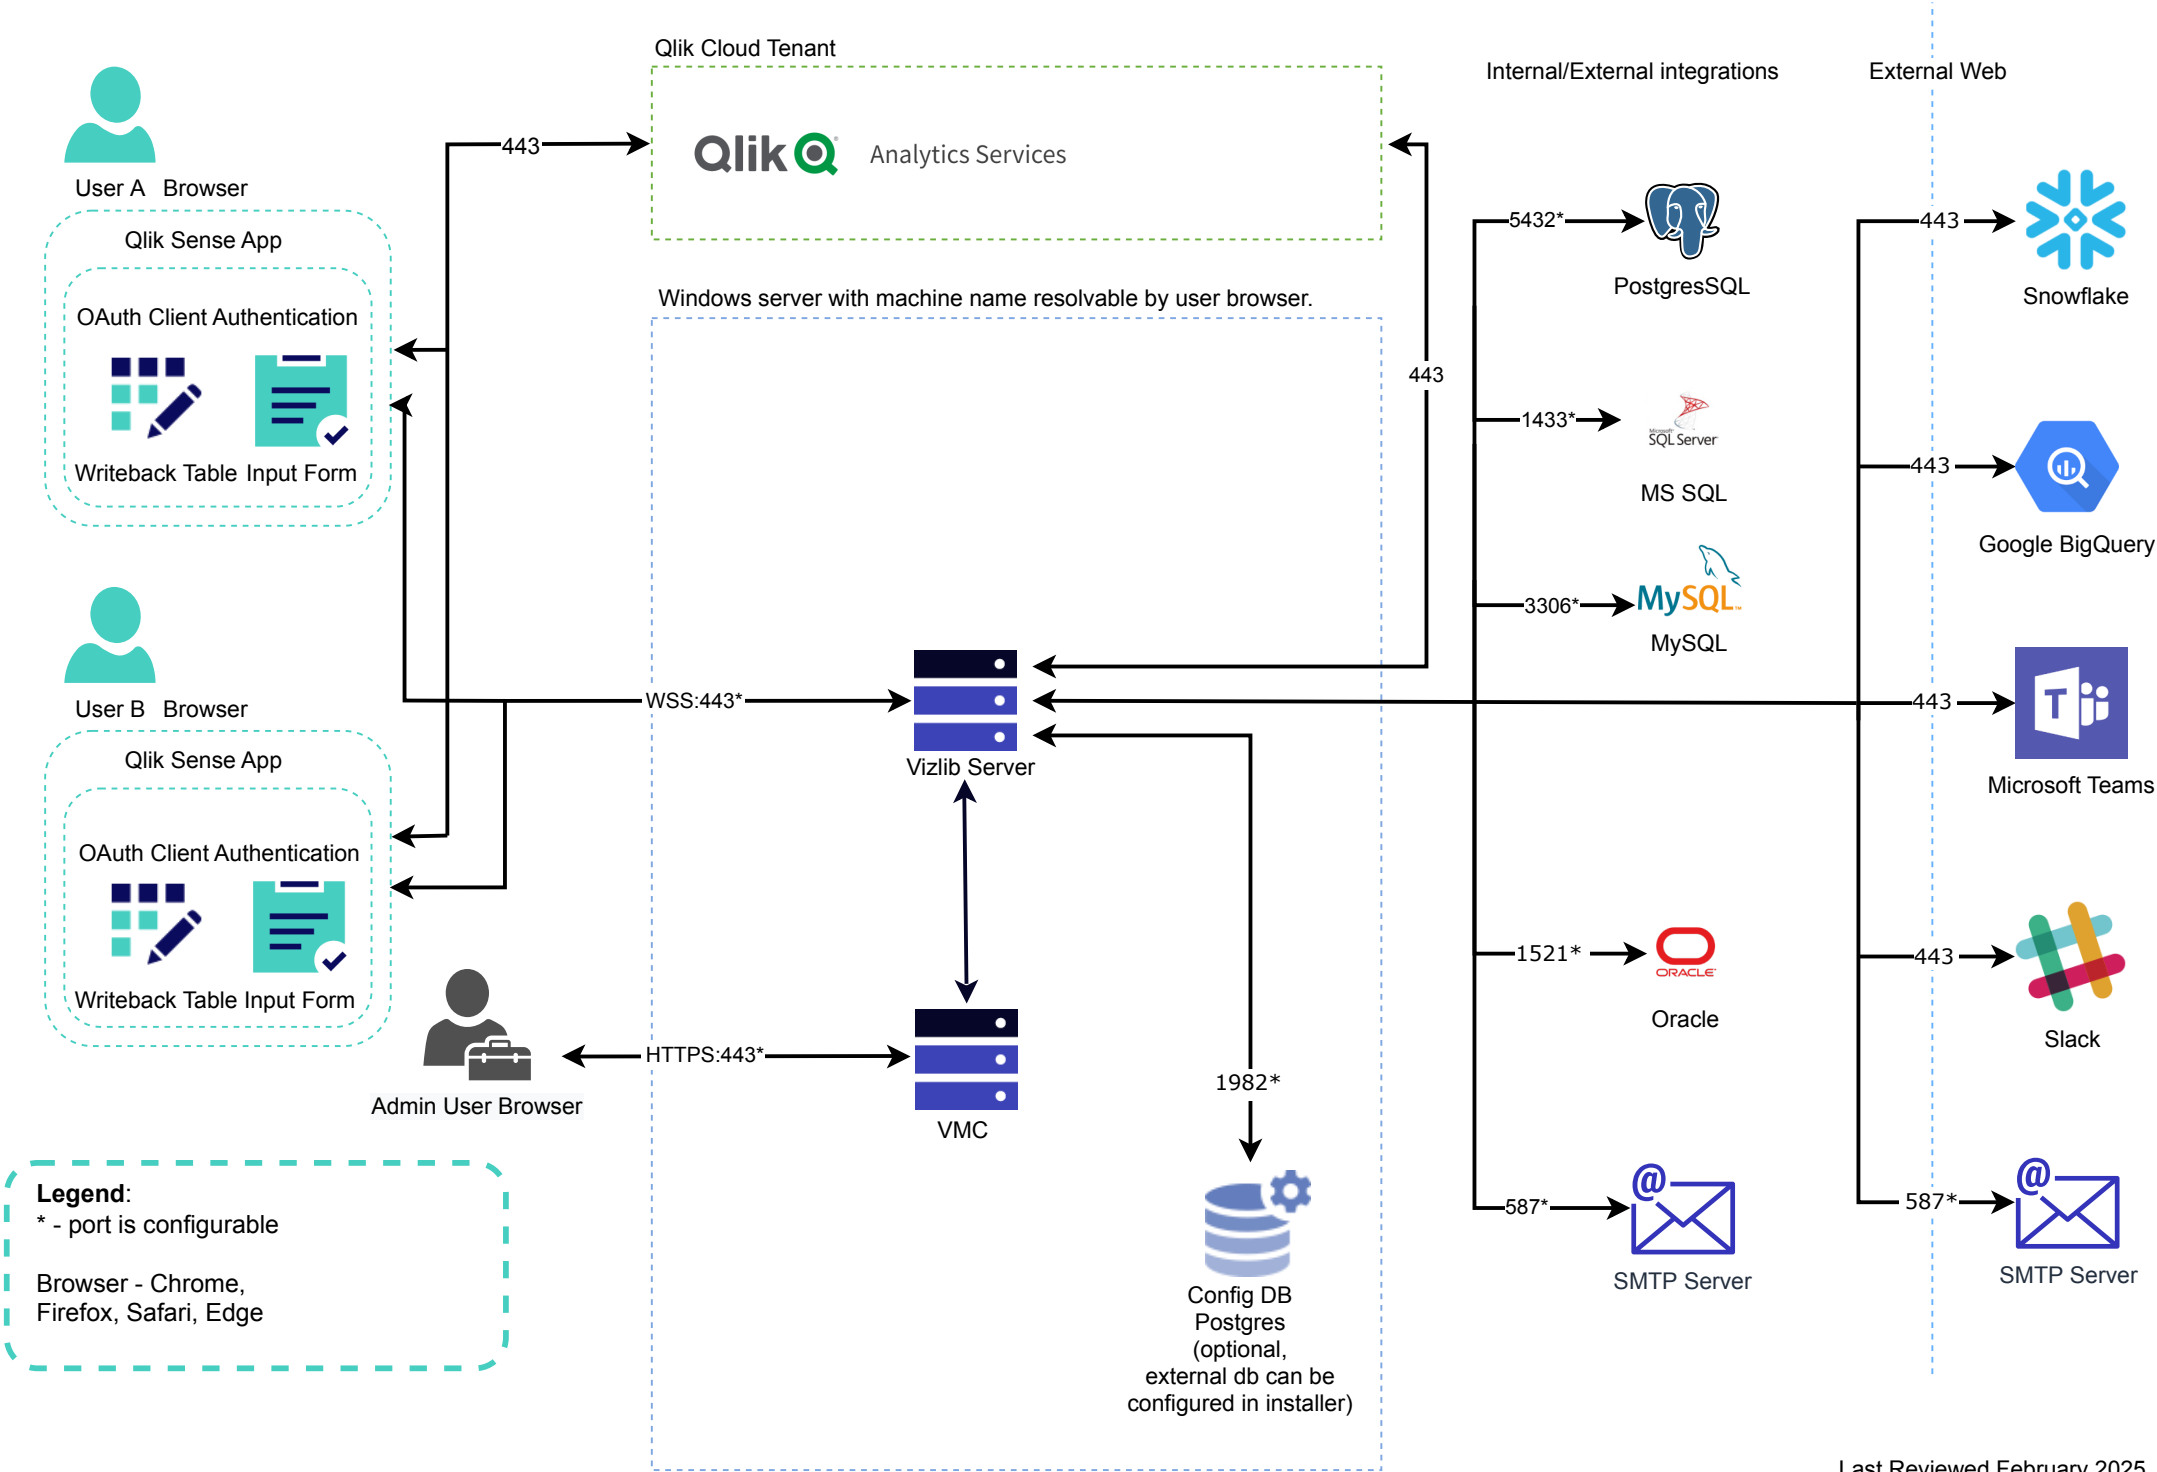 Qlik Cloud Tenant
Internal/External integrations
External Web
Qlik
Analytics Services
443
443
User A Browser
Qlik Sense App
OAuth Client Authentication
Writeback Table
Input Form
Windows server with machine name resolvable by user browser.
5432*
PostgresSQL
443
Snowflake
1433*
Microsoft
SQL Server
MS SQL
443
Google BigQuery
3306*
MySQL
MySQL
User B Browser
Qlik Sense App
OAuth Client Authentication
Writeback Table
Input Form
WSS:443*
Vizlib Server
443
T
Microsoft Teams
1521*
ORACLE
Oracle
443
Slack
Admin User Browser
HTTPS:443*
VMC
1982*
Config DB
Postgres
(optional,
external db can be
configured in installer)
587*
@
SMTP Server
587*
@
SMTP Server
Legend:
* - port is configurable
Browser - Chrome,
Firefox, Safari, Edge
Last Reviewed February 2025